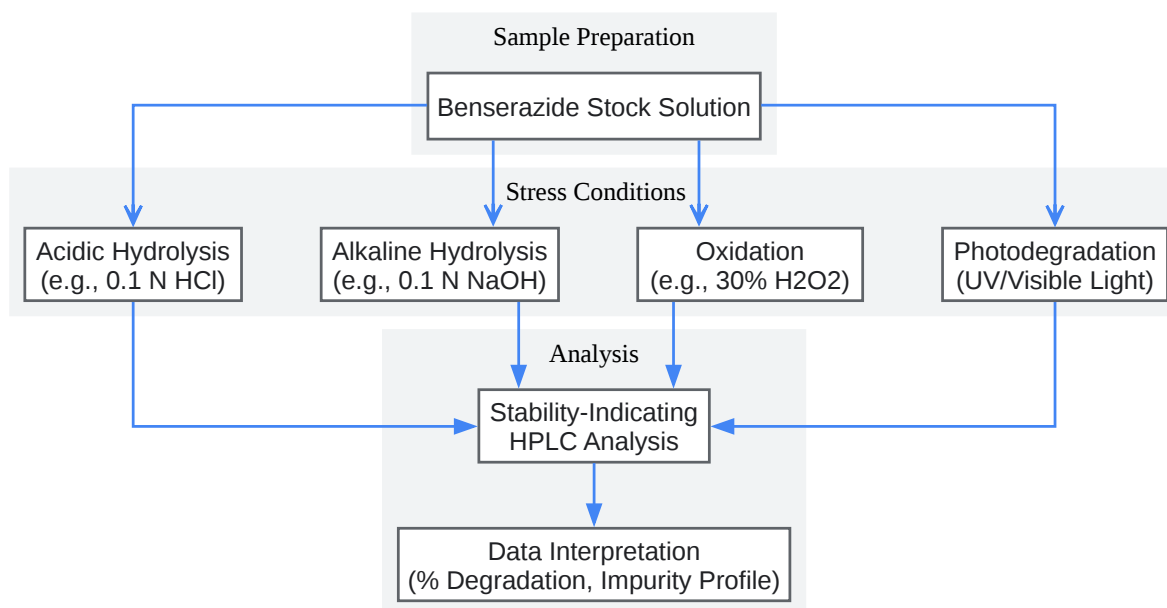 Sample Preparation
Benserazide Stock Solution
Stress Conditions
Acidic Hydrolysis
(e.g., 0.1 N HCl)
Alkaline Hydrolysis
(e.g., 0.1 N NaOH)
Oxidation
(e.g., 30% H2O2)
Photodegradation
(UV/Visible Light)
Analysis
Stability-Indicating
HPLC Analysis
Data Interpretation
(% Degradation, Impurity Profile)